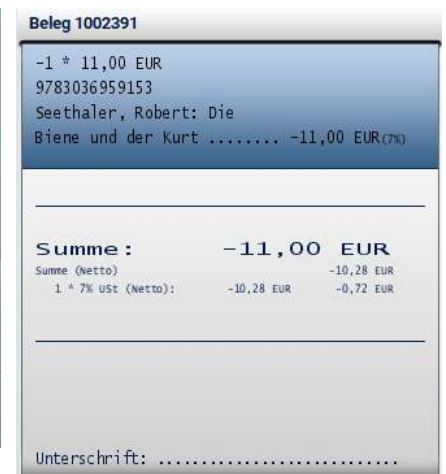 Beleg 1002391
-1 * 11,00 EUR
9783036959153
Seethaler, Robert: Die
Biene und der Kurt ........ -11,00 EUR(7%)
Summe: -11,00 EUR
Summe (Netto) -10,28 EUR
1 * 7% USt (Netto): -10,28 EUR -0,72 EUR
Unterschrift: ..........................